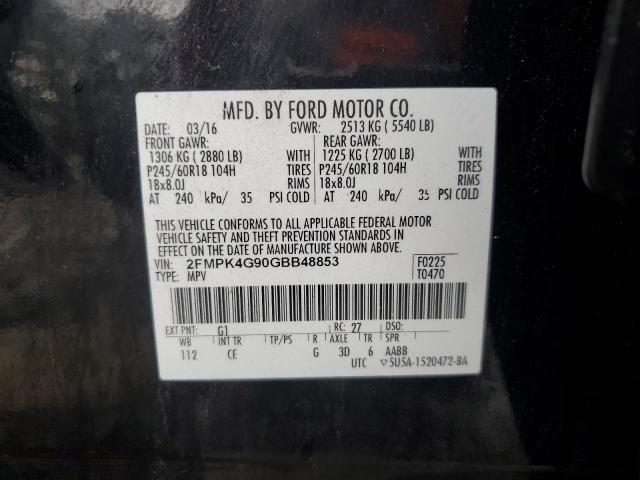 MFD. BY FORD MOTOR CO.
DATE: 03/16 GVWR: 2513 KG ( 5540 LB)
FRONT GAWR: REAR GAWR:
1306 KG ( 2880 LB) WITH 1225 KG ( 2700 LB) WITH
P245/60R18 104H TIRES P245/60R18 104H TIRES
18x8.0J RIMS 18x8.0J RIMS
AT 240 kPa/ 35 PSI COLD AT 240 kPa/ 35 PSI COLD
THIS VEHICLE CONFORMS TO ALL APPLICABLE FEDERAL MOTOR
VEHICLE SAFETY AND THEFT PREVENTION STANDARDS IN
EFFECT ON THE DATE OF MANUFACTURE SHOWN ABOVE.
VIN: 2FMPK4G90GBB48853 F0225
TYPE: MPV T0470
EXT PNT: G1 RC: 27 DSO:
WB INT TR TP/PS R AXLE TR SPR
112 CE G 3D 6 AABB
UTC ▽5U5A-1520472-BA